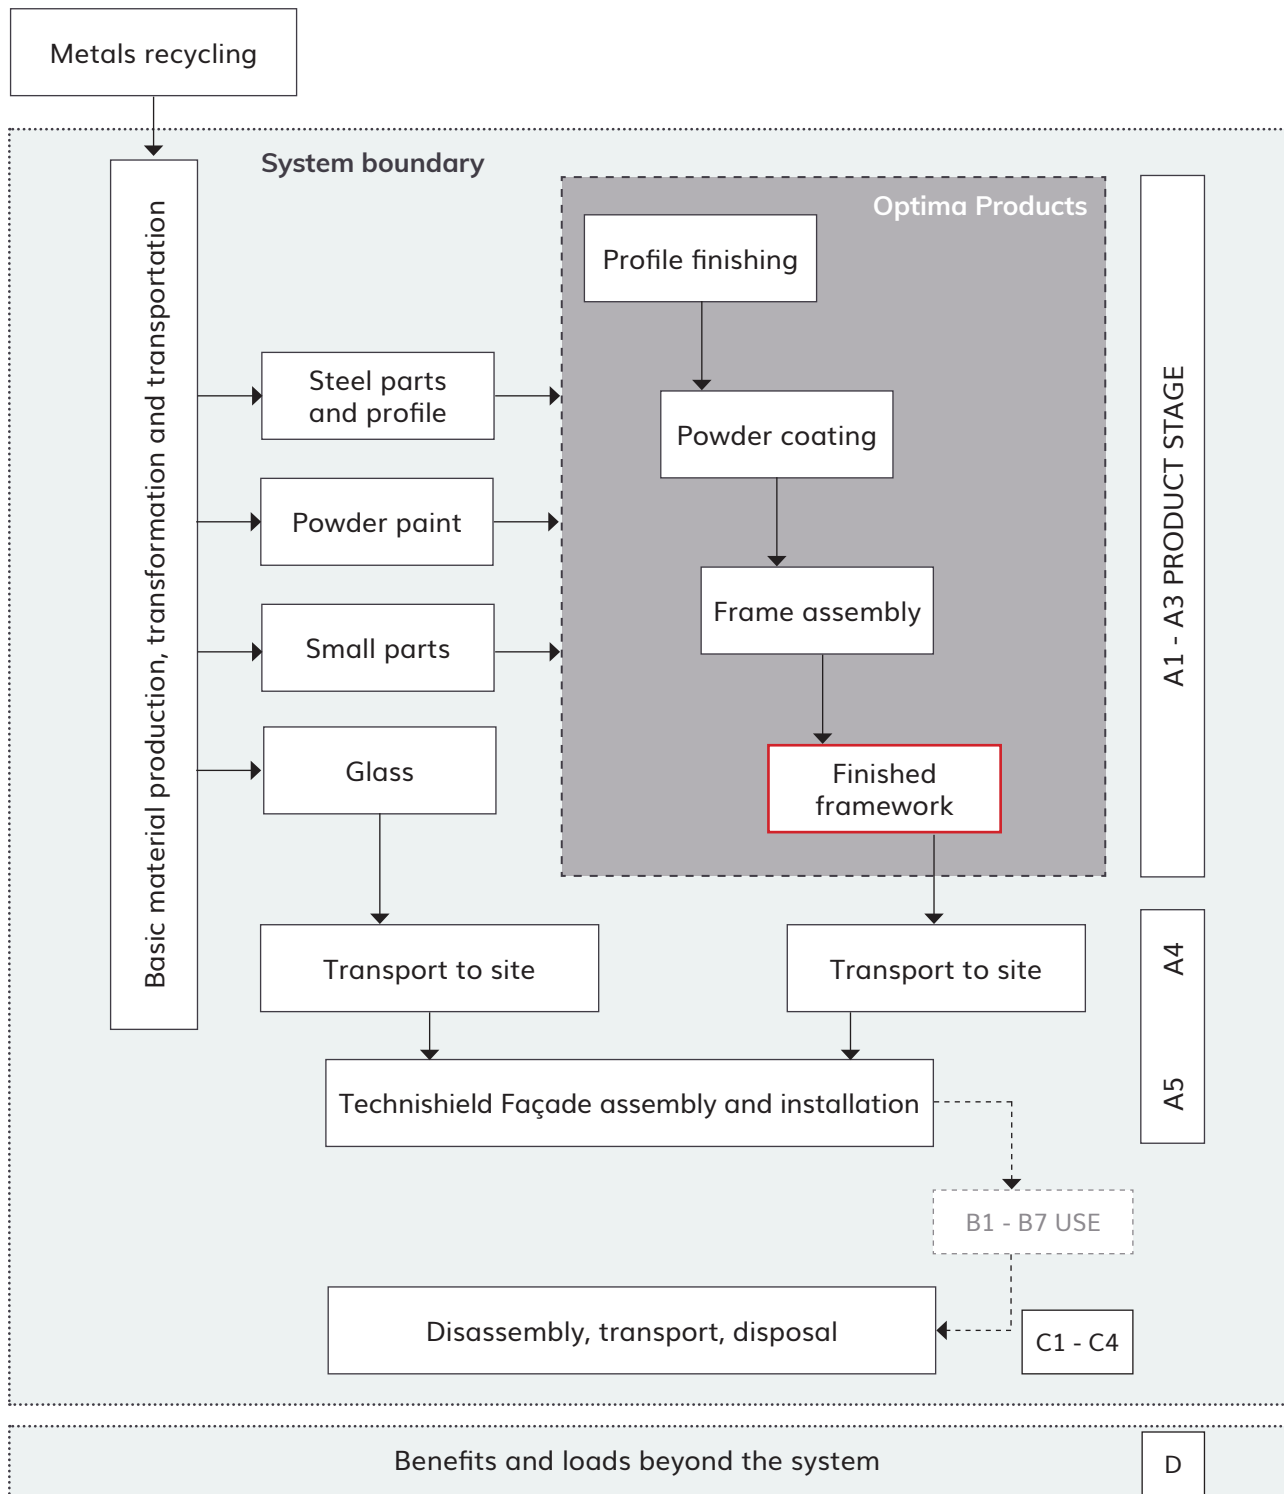 Metals recycling
System boundary
Basic material production, transformation and transportation
Optima Products
Profile finishing
Steel parts
and profile
Powder coating
Powder paint
Frame assembly
Small parts
Glass
Finished
framework
A1 - A3 PRODUCT STAGE
Transport to site
Transport to site
A4
Technishield Façade assembly and installation
A5
B1 - B7 USE
Disassembly, transport, disposal
C1 - C4
Benefits and loads beyond the system
D